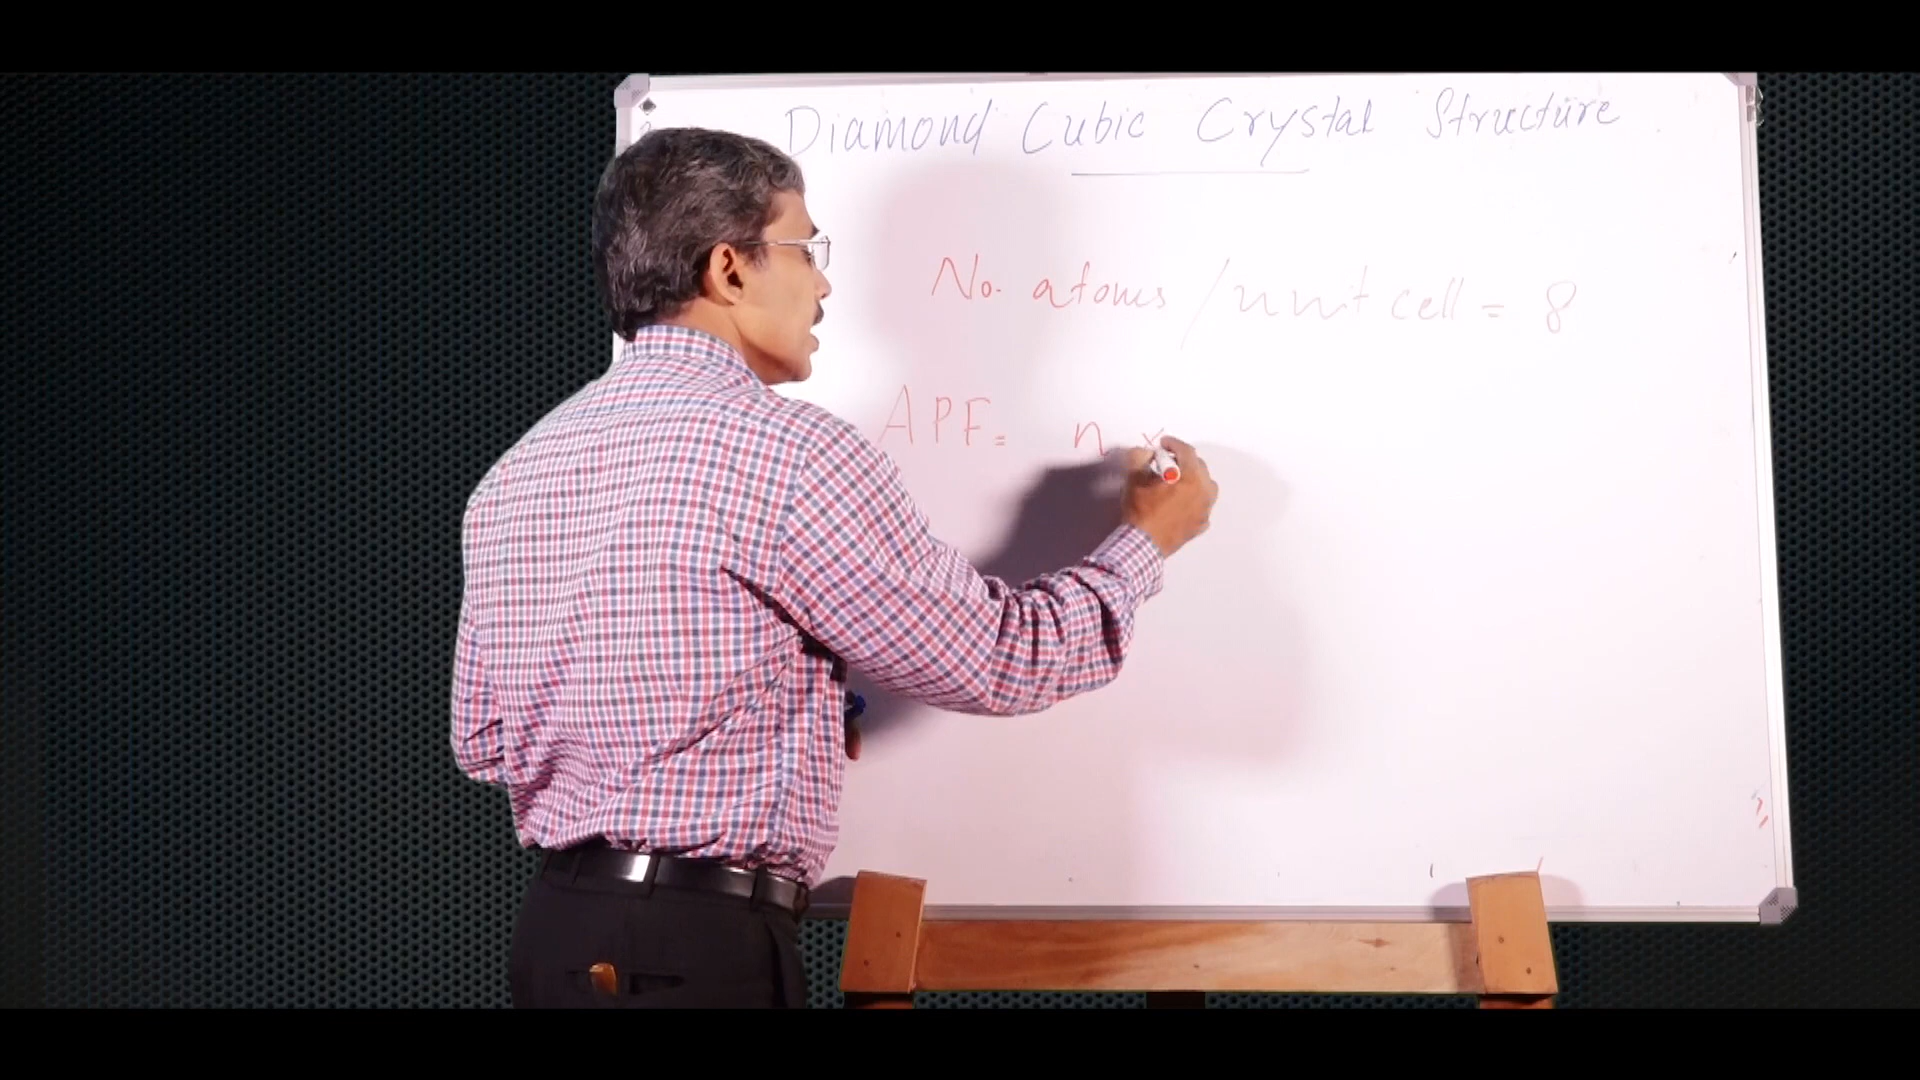 Diamond Cubic Crystal Structure
No. atoms / unit cell = 8
APF = n x